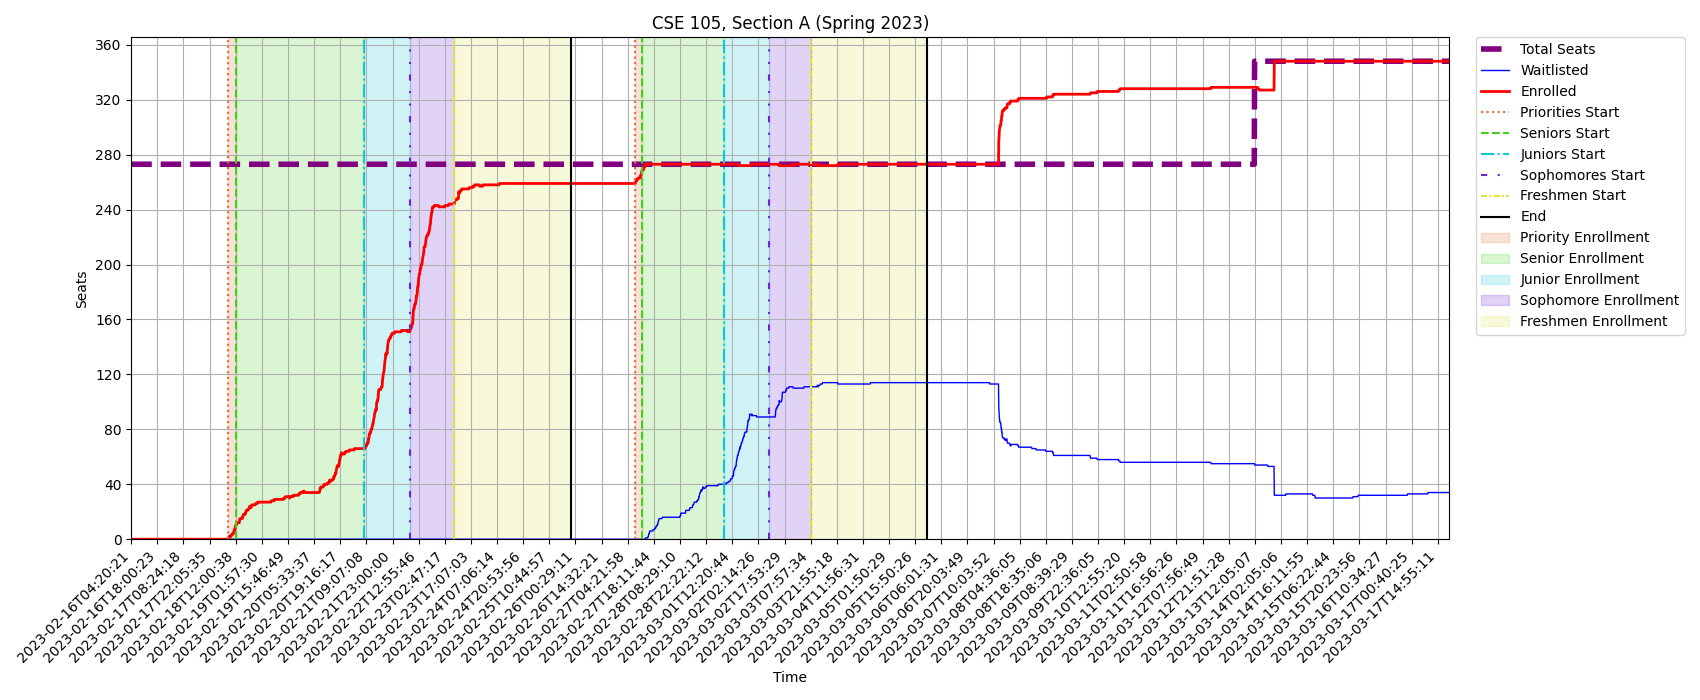 CSE 105, Section A (Spring 2023)
Seats
360
320
280
240
200
160
120
80
40
0
2023-02-16T04:20:21
2023-02-16T18:00:23
2023-02-17T08:24:18
2023-02-17T22:05:35
2023-02-18T12:00:38
2023-02-19T01:57:30
2023-02-19T15:46:49
2023-02-20T05:33:37
2023-02-20T19:16:17
2023-02-21T09:07:08
2023-02-21T23:00:00
2023-02-22T12:55:46
2023-02-23T02:47:17
2023-02-23T17:07:03
2023-02-24T07:06:14
2023-02-24T20:53:56
2023-02-25T10:44:57
2023-02-26T00:29:11
2023-02-26T14:32:21
2023-02-27T04:21:58
2023-02-27T18:11:44
2023-02-28T08:29:10
2023-02-28T22:22:12
2023-03-01T12:20:44
2023-03-02T02:14:26
2023-03-02T17:53:29
2023-03-03T07:57:34
2023-03-03T21:55:18
2023-03-04T11:56:31
2023-03-05T01:50:29
2023-03-05T15:50:26
2023-03-06T06:01:31
2023-03-06T20:03:49
2023-03-07T10:03:52
2023-03-08T04:36:05
2023-03-08T18:35:06
2023-03-09T08:39:29
2023-03-09T22:36:05
2023-03-10T12:55:20
2023-03-11T02:50:58
2023-03-11T16:56:26
2023-03-12T07:56:49
2023-03-12T21:51:28
2023-03-13T12:05:07
2023-03-14T02:05:06
2023-03-14T16:11:55
2023-03-15T06:22:44
2023-03-15T20:23:56
2023-03-16T10:34:27
2023-03-17T00:40:25
2023-03-17T14:55:11
Time
Total Seats
Waitlisted
Enrolled
Priorities Start
Seniors Start
Juniors Start
Sophomores Start
Freshmen Start
End
Priority Enrollment
Senior Enrollment
Junior Enrollment
Sophomore Enrollment
Freshmen Enrollment